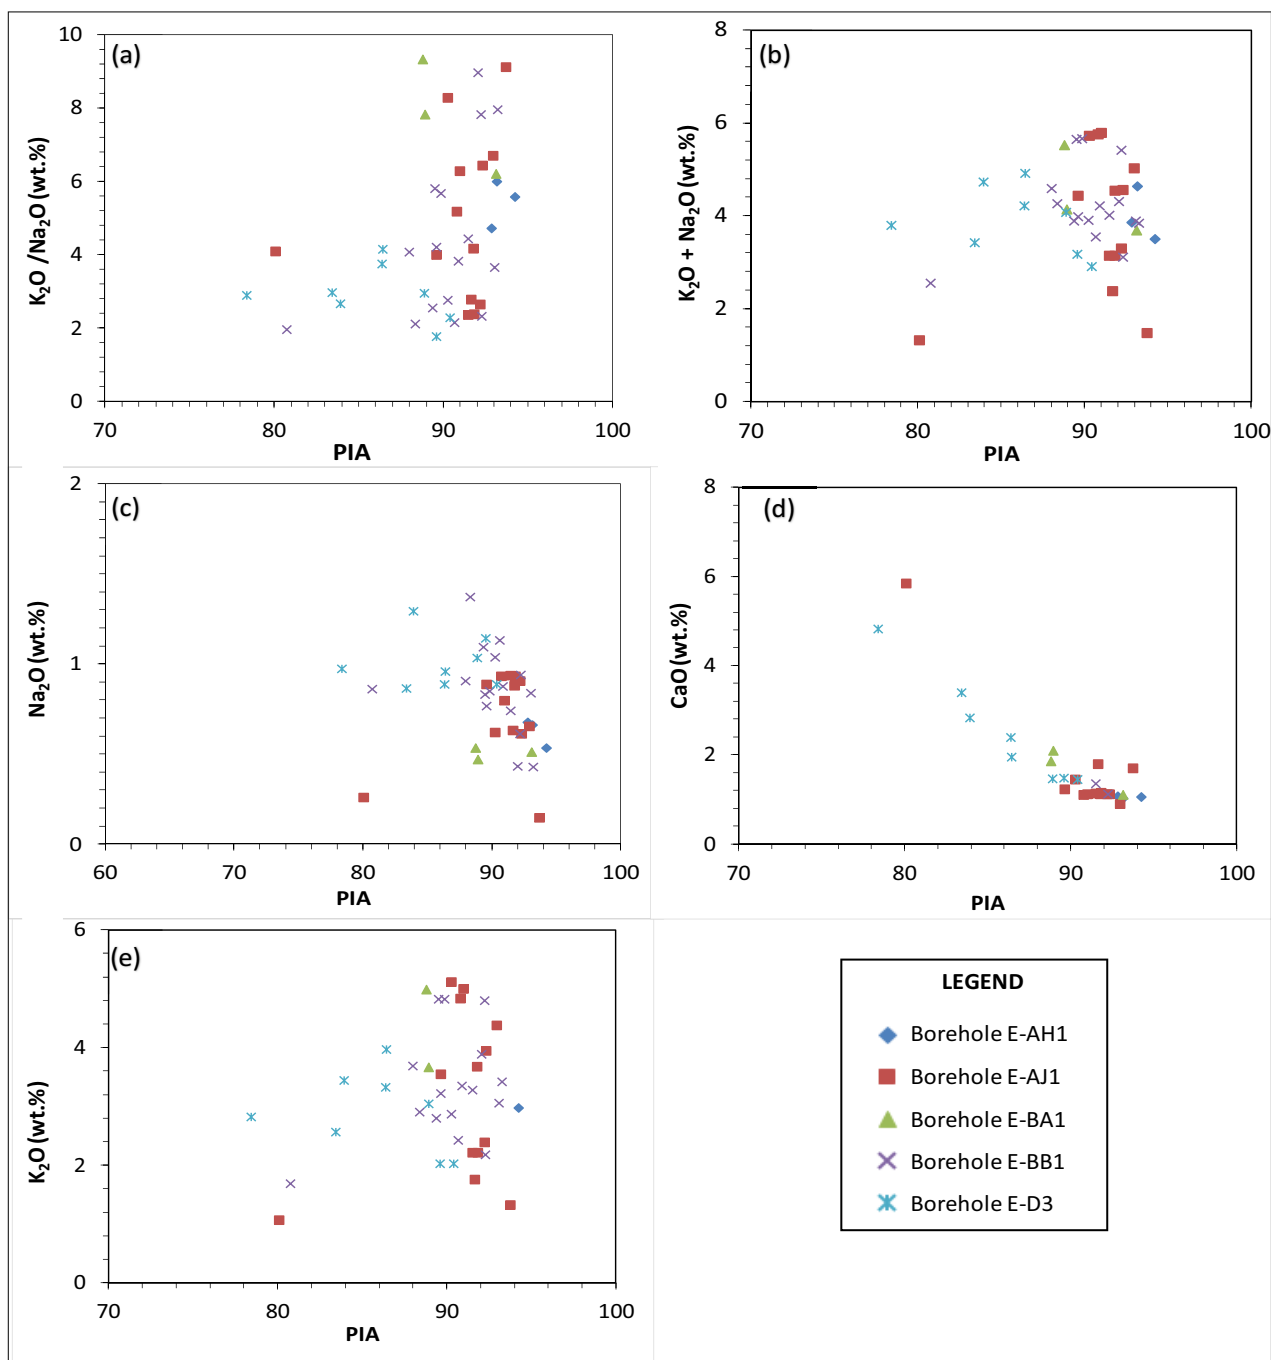 (a)
K₂O /Na₂O (wt.%)
10
8
6
4
2
0
70 80 90 100
PIA
(b)
K₂O + Na₂O (wt.%)
8
6
4
2
0
70 80 90 100
PIA
(c)
Na₂O (wt.%)
2
1
0
60 70 80 90 100
PIA
(d)
CaO (wt.%)
8
6
4
2
0
70 80 90 100
PIA
(e)
K₂O (wt.%)
6
4
2
0
70 80 90 100
PIA
LEGEND
Borehole E-AH1
Borehole E-AJ1
Borehole E-BA1
Borehole E-BB1
Borehole E-D3